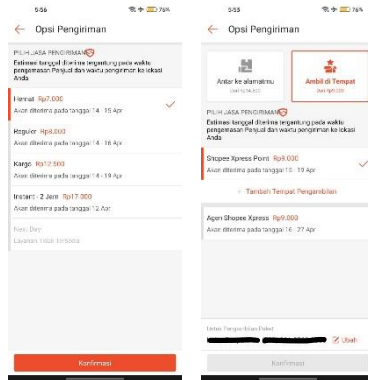 5:56
76%
Opsi Pengiriman
PILIH JASA PENGIRIMAN
Estimasi tanggal diterima tergantung pada waktu
pengemasan Penjual dan waktu pengiriman ke lokasi
Anda
Hemat Rp7.000
Akan diterima pada tanggal 14 - 15 Apr
Reguler Rp8.000
Akan diterima pada tanggal 14 - 16 Apr
Kargo Rp12.500
Akan diterima pada tanggal 14 - 19 Apr
Instant - 2 Jam Rp17.000
Akan diterima pada tanggal 12 Apr
Next Day
Layanan Tidak Tersedia
Konfirmasi
5:55
76%
Opsi Pengiriman
Antar ke alamatmu
Ambil di Tempat
Dari Rp9.000
PILIH JASA PENGIRIMAN
Estimasi tanggal diterima tergantung pada waktu
pengemasan Penjual dan waktu pengiriman ke lokasi
Anda
Shopee Xpress Point Rp9.000
Akan diterima pada tanggal 15 - 19 Apr
+ Tambah Tempat Pengambilan
Agen Shopee Xpress Rp9.000
Akan diterima pada tanggal 16 - 27 Apr
Untuk Pengambilan Paket
Ubah
Konfirmasi